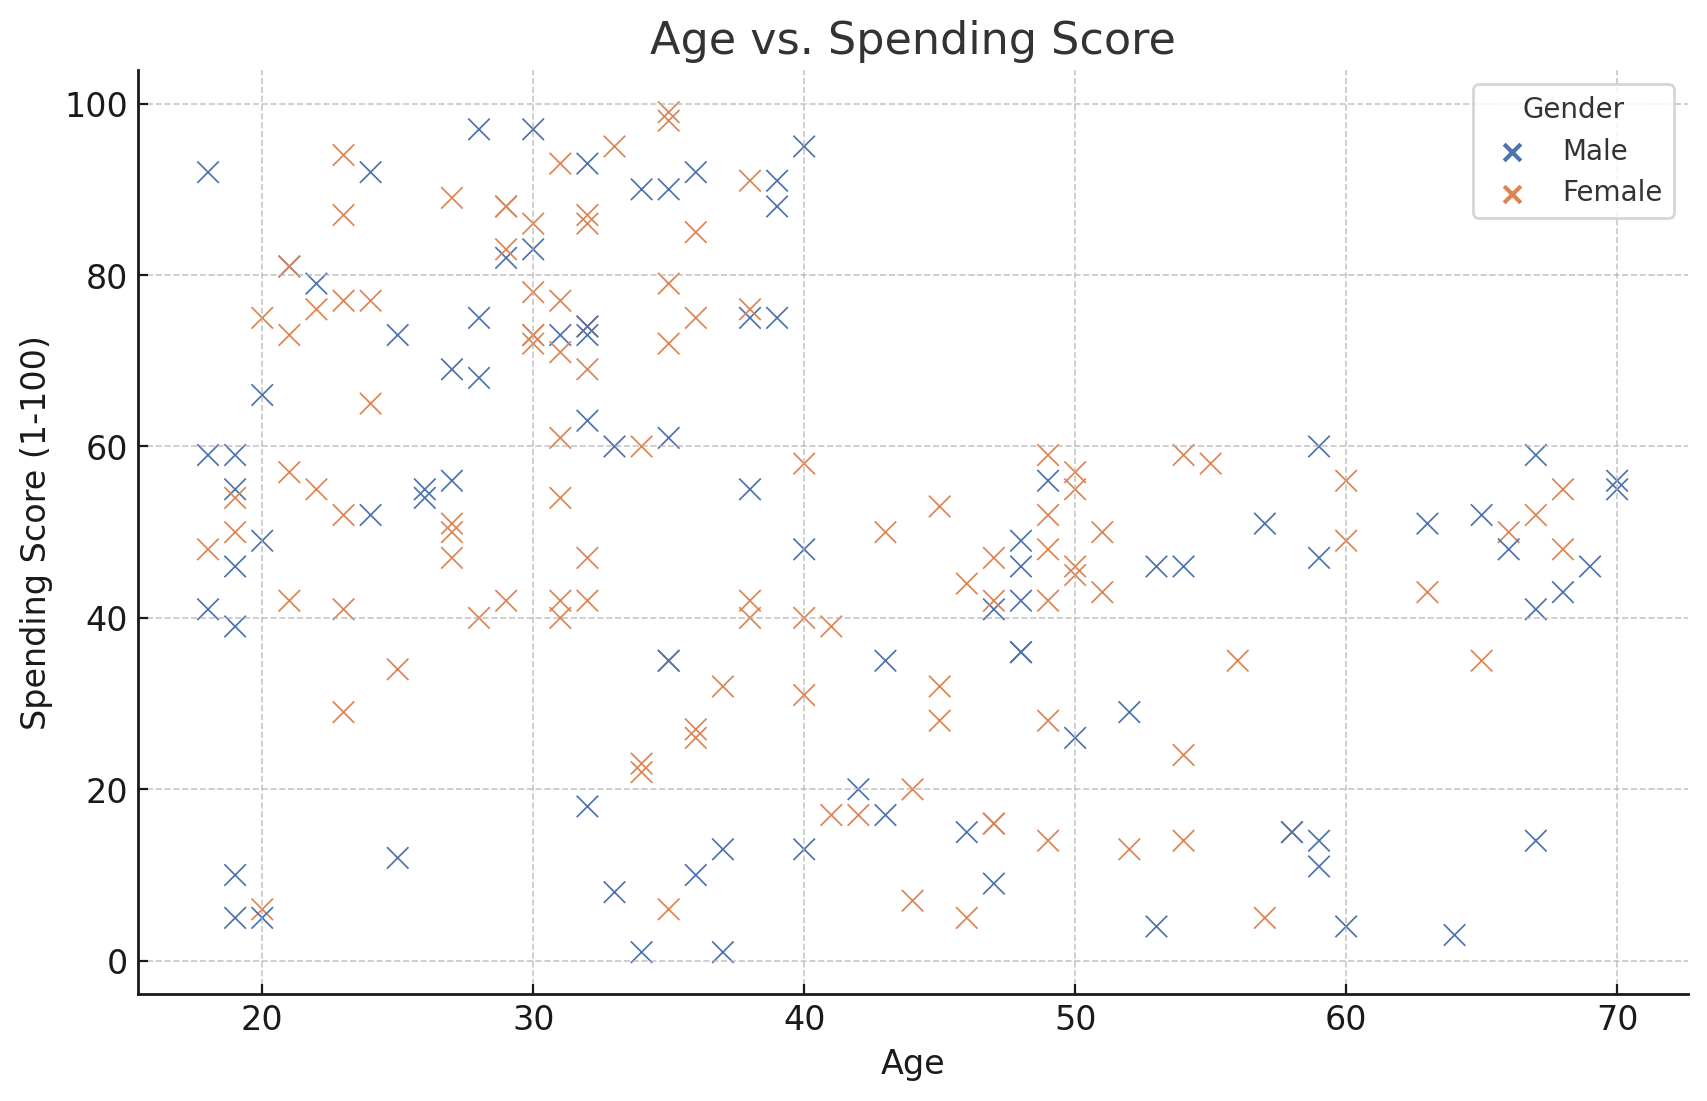 Age vs. Spending Score
Spending Score (1-100)
100
80
60
40
20
0
Gender
Male
Female
20 30 40 50 60 70
Age